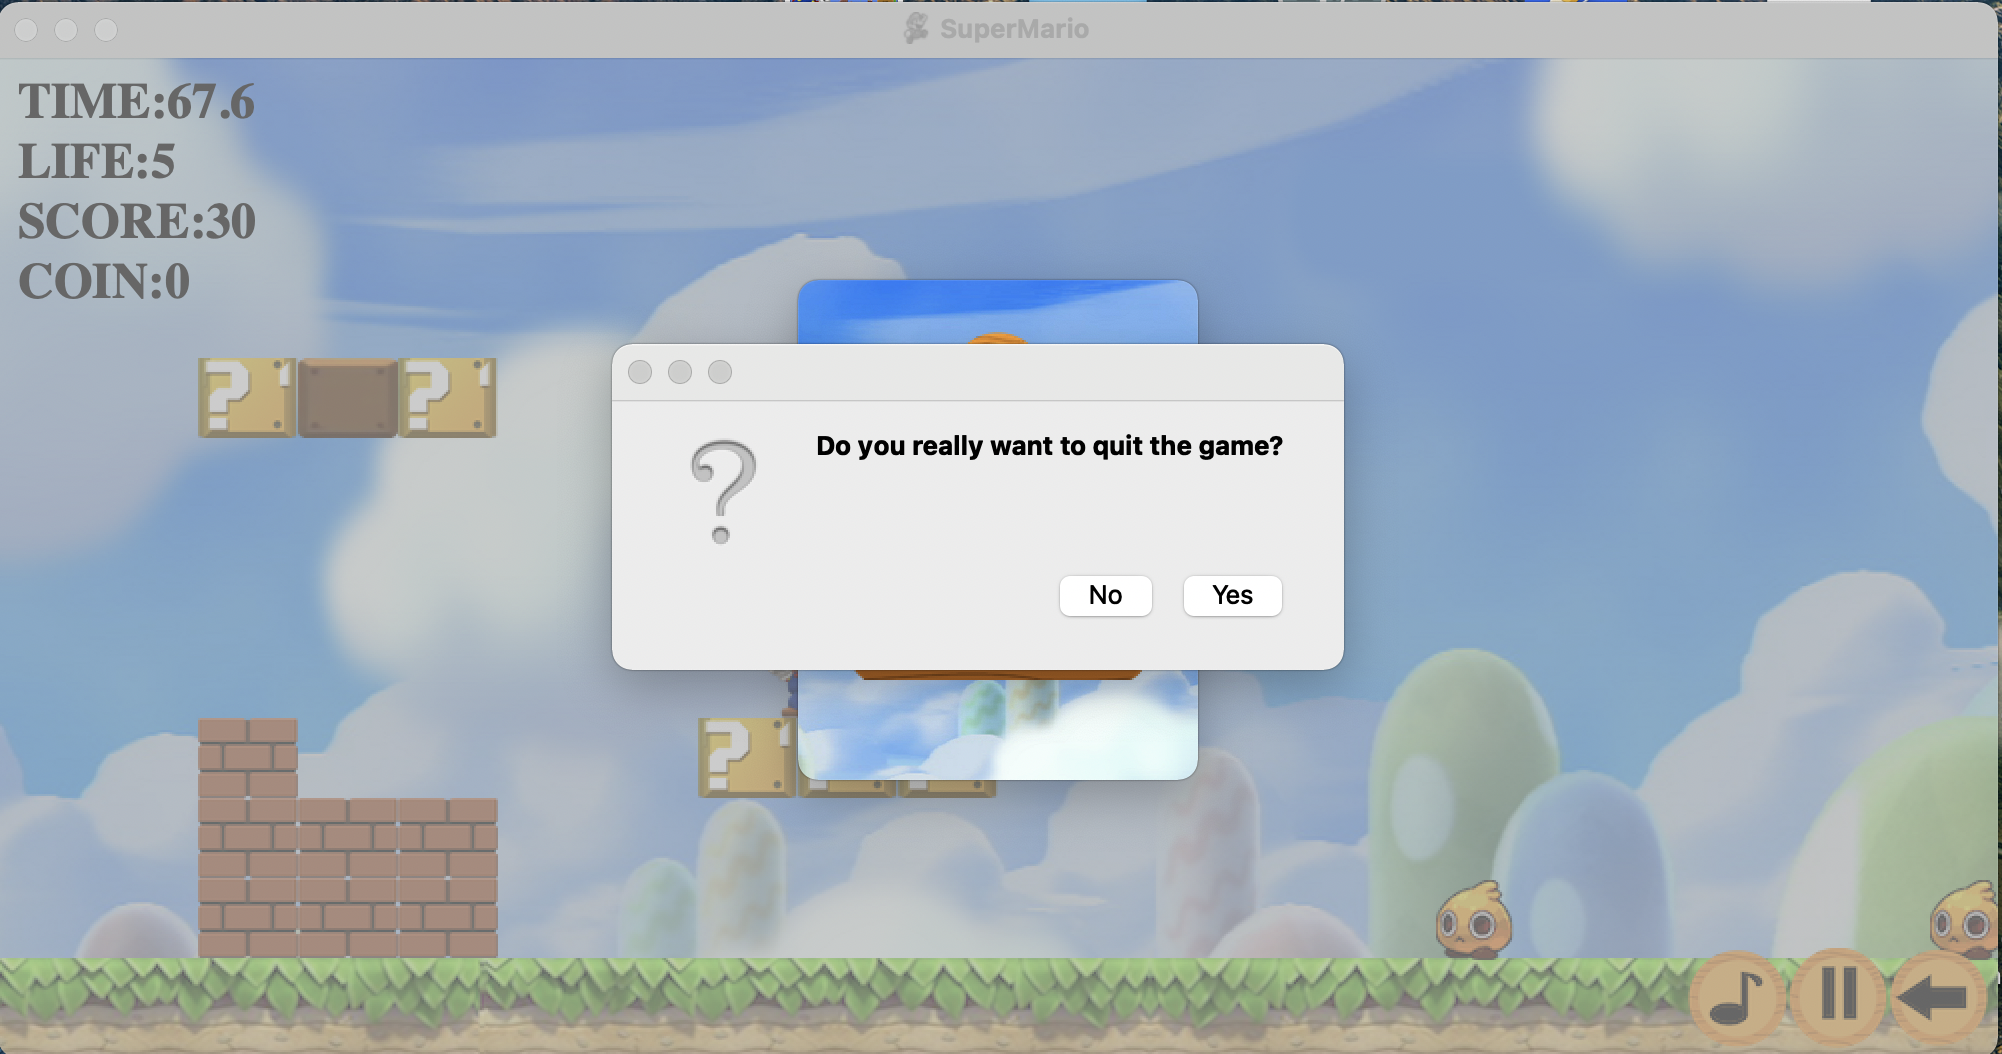 SuperMario
TIME:67.6
LIFE:5
SCORE:30
COIN:0
? ?
Do you really want to quit the game?
?
No Yes
?